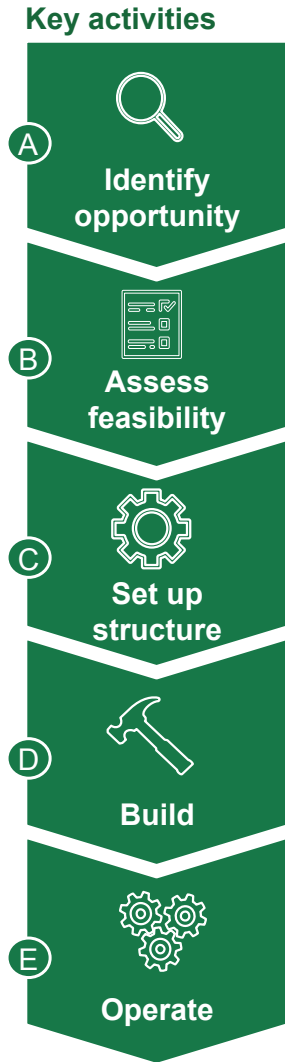 Key activities
A
Identify
opportunity
B
Assess
feasibility
C
Set up
structure
D
Build
E
Operate